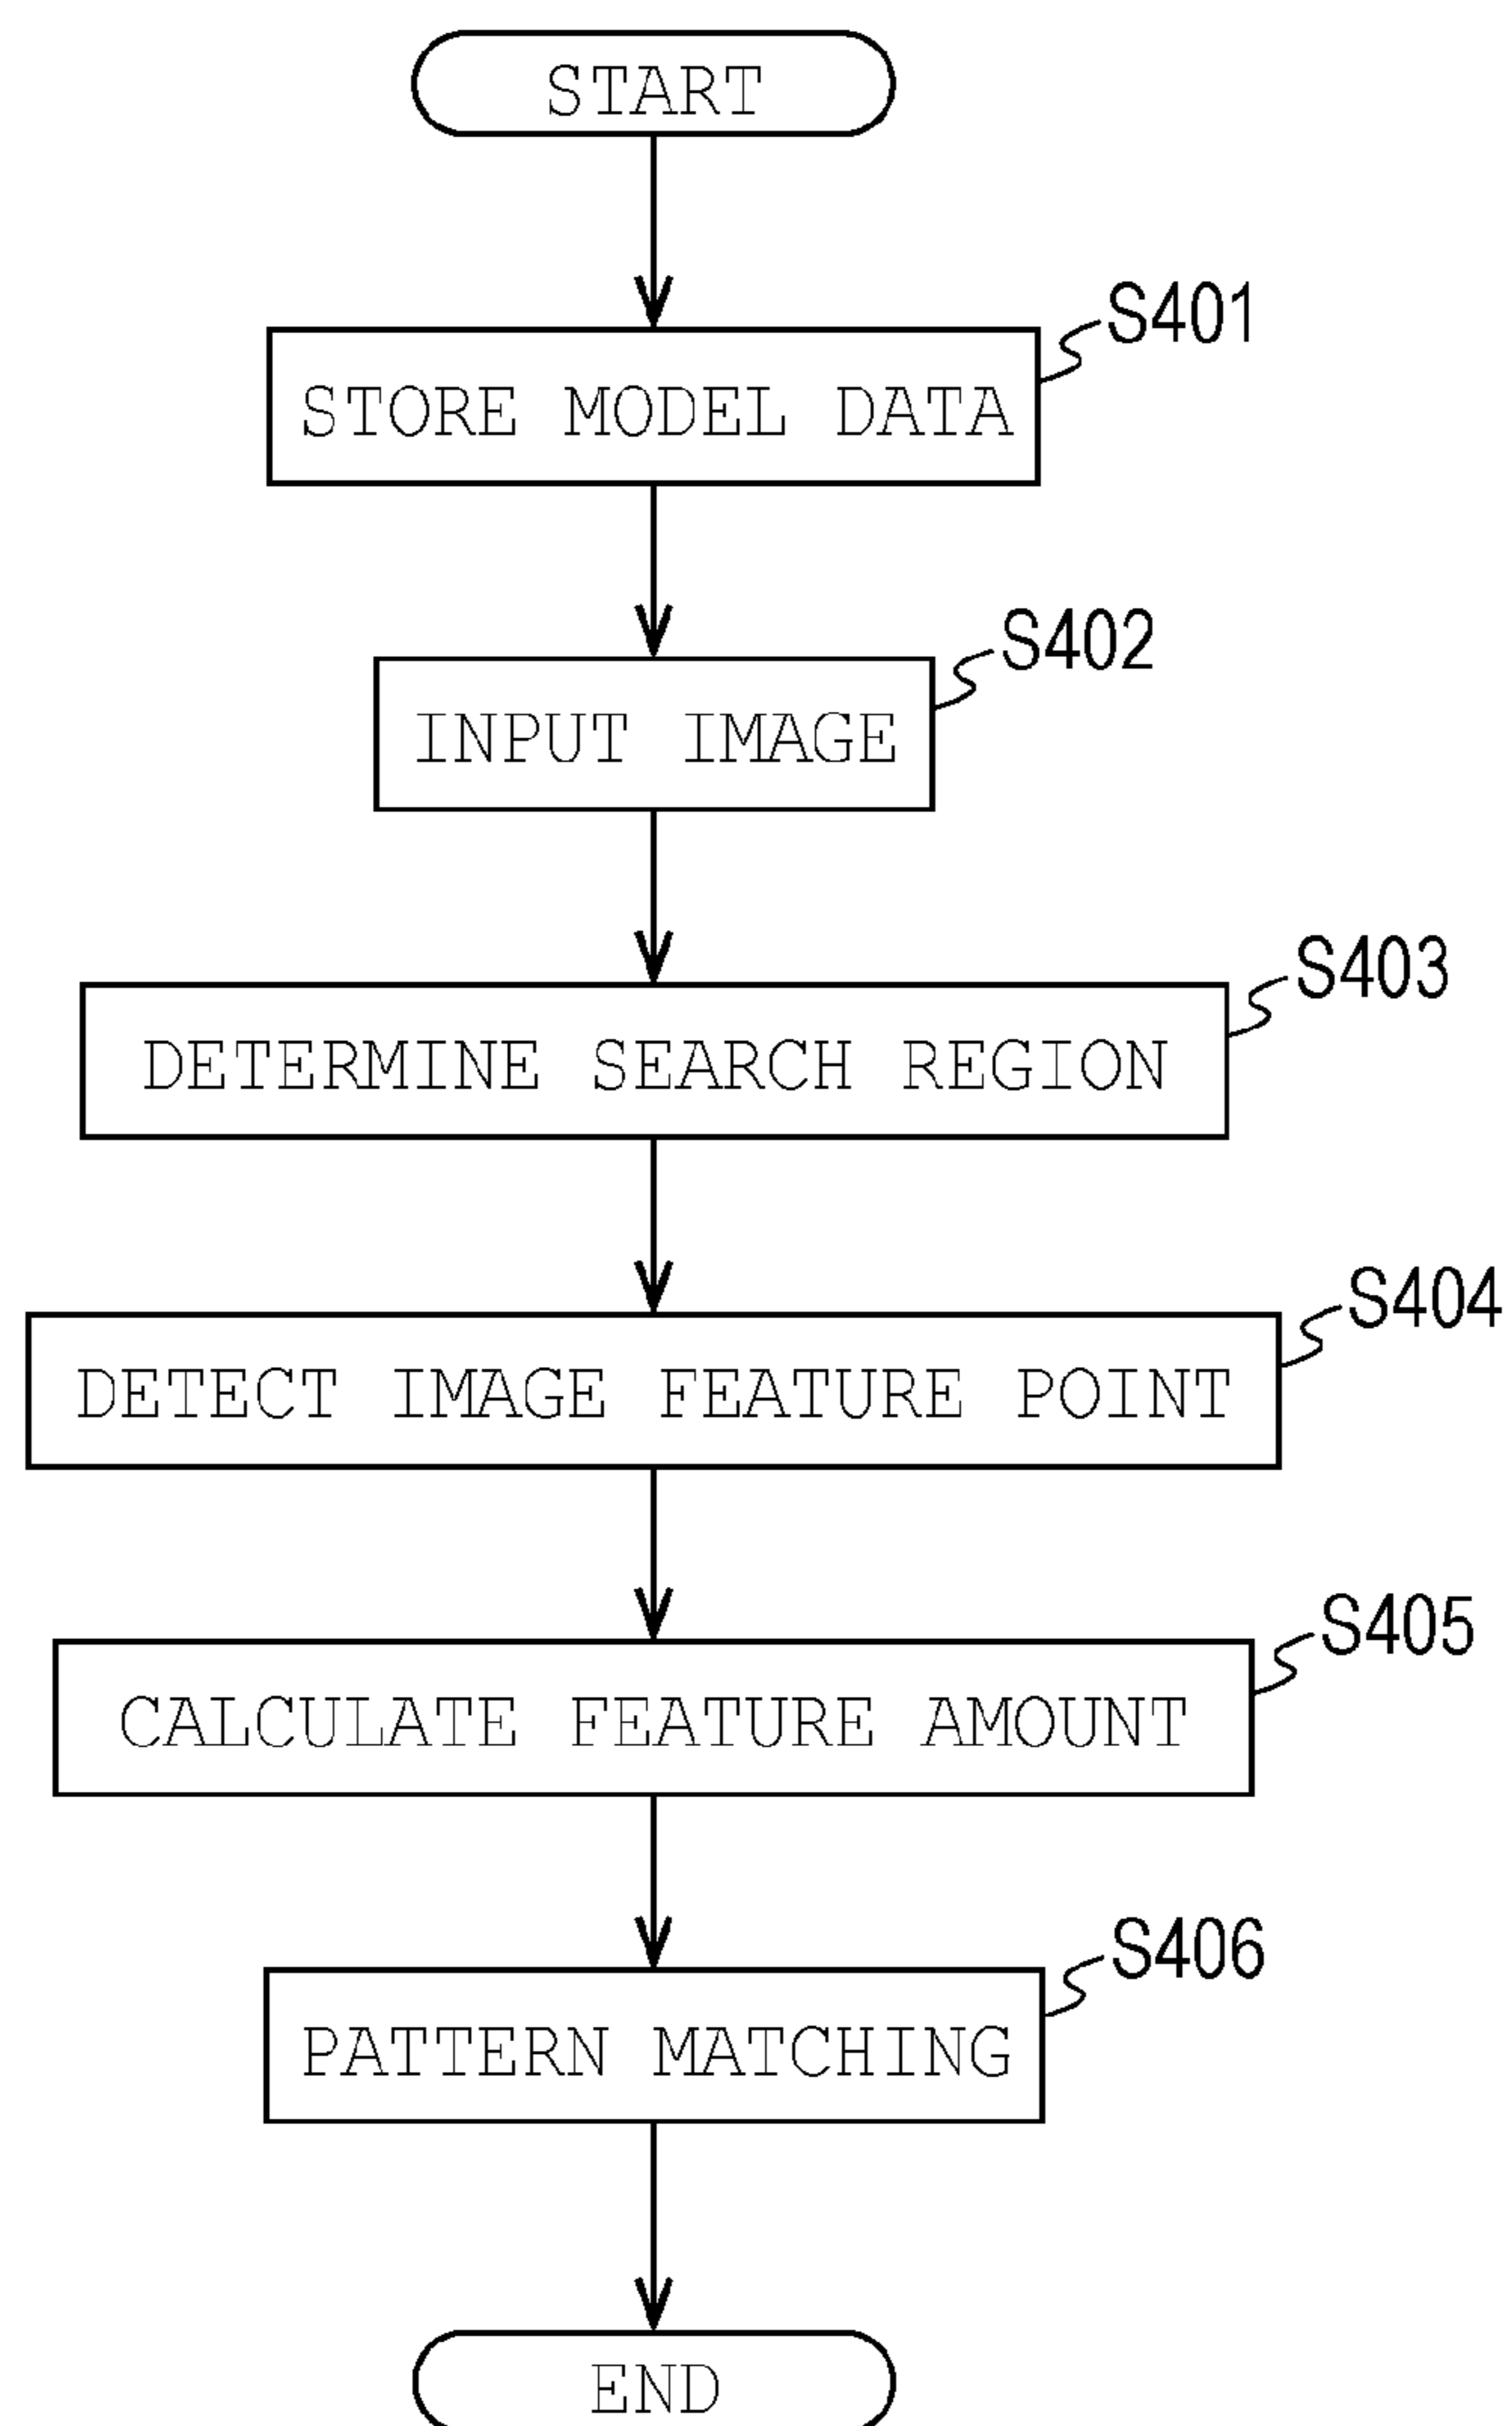 START
S401
STORE MODEL DATA
S402
INPUT IMAGE
S403
DETERMINE SEARCH REGION
S404
DETECT IMAGE FEATURE POINT
S405
CALCULATE FEATURE AMOUNT
S406
PATTERN MATCHING
END